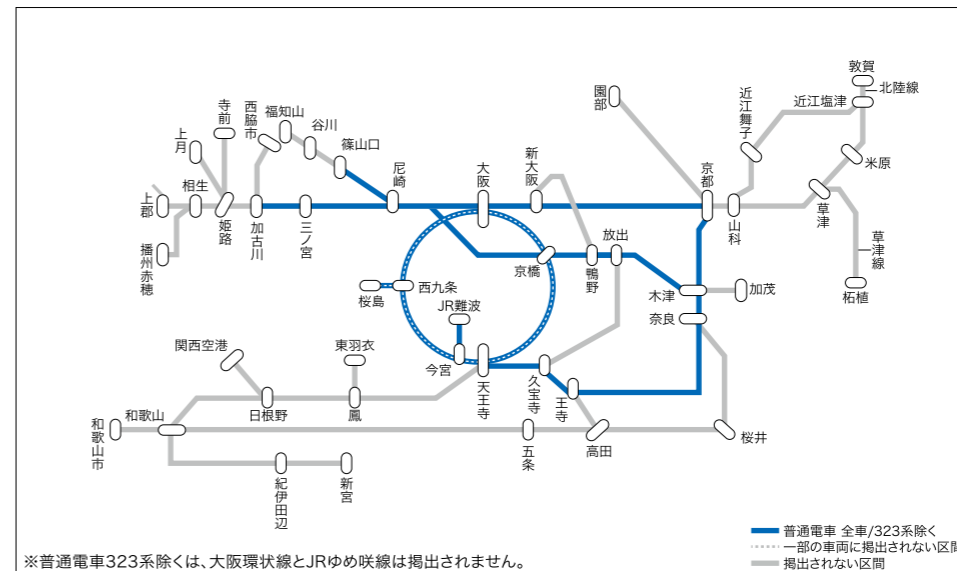 敦賀
北陸線
近江塩津
近江舞子
園部
米原
寺前
西脇市
福知山
谷川
篠山口
上月
尼崎
大阪
新大阪
京都
山科
草津
草津線
柘植
相生
上郡
姫路
加古川
三ノ宮
播州赤穂
京橋
鴫野
放出
木津
加茂
奈良
桜島
西九条
JR難波
今宮
天王寺
久宝寺
王寺
関西空港
東羽衣
日根野
鳳
和歌山
和歌山市
五条
高田
桜井
紀伊田辺
新宮
普通電車 全車/323系除く
一部の車両に掲出されない区間
掲出されない区間
※普通電車323系除くは、大阪環状線とJRゆめ咲線は掲出されません。